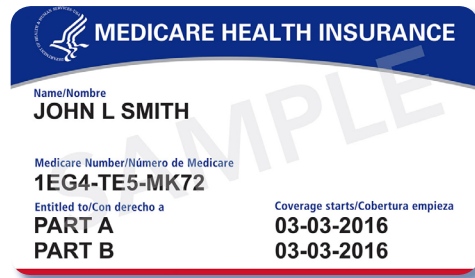 MEDICARE HEALTH INSURANCE
Name/Nombre
JOHN L SMITH
Medicare Number/Número de Medicare
1EG4-TE5-MK72
Entitled to/Con derecho a Coverage starts/Cobertura empieza
PART A 03-03-2016
PART B 03-03-2016
SAMPLE